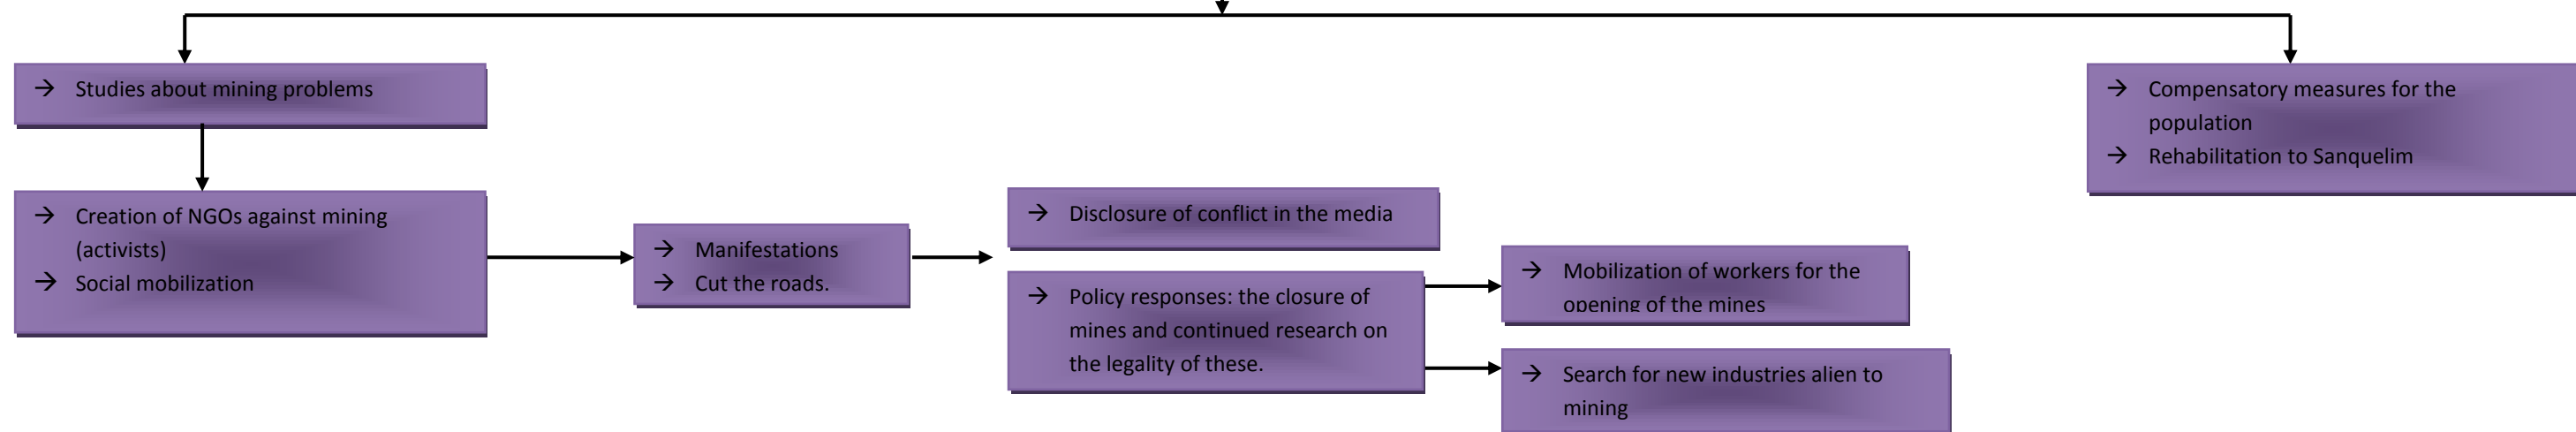 → Studies about mining problems
→ Creation of NGOs against mining
(activists)
→ Social mobilization
→ Manifestations
→ Cut the roads.
→ Disclosure of conflict in the media
→ Policy responses: the closure of
mines and continued research on
the legality of these.
→ Mobilization of workers for the
opening of the mines
→ Search for new industries alien to
mining
→ Compensatory measures for the
population
→ Rehabilitation to Sanquelim